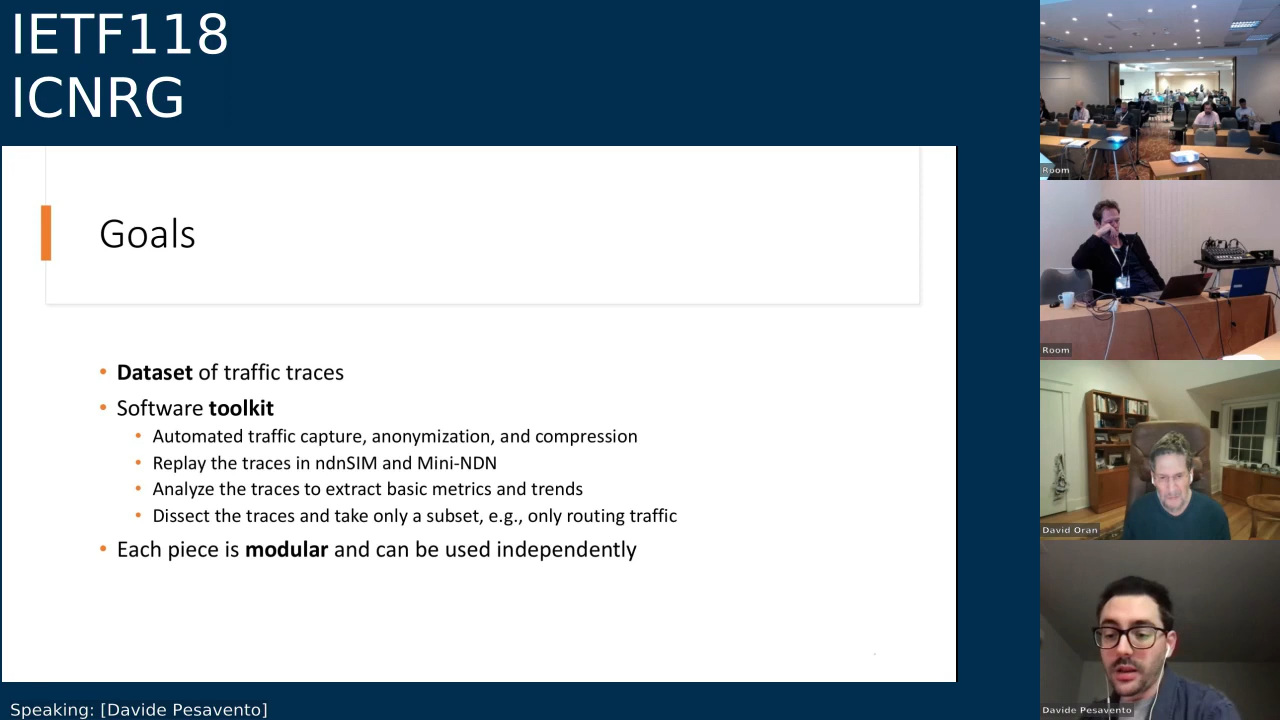 IETF118
ICNRG
Goals
• Dataset of traffic traces
• Software toolkit
• Automated traffic capture, anonymization, and compression
• Replay the traces in ndnSIM and Mini-NDN
• Analyze the traces to extract basic metrics and trends
• Dissect the traces and take only a subset, e.g., only routing traffic
• Each piece is modular and can be used independently
Speaking: [Davide Pesavento]
Room
Room
David Oran
Davide Pesavento